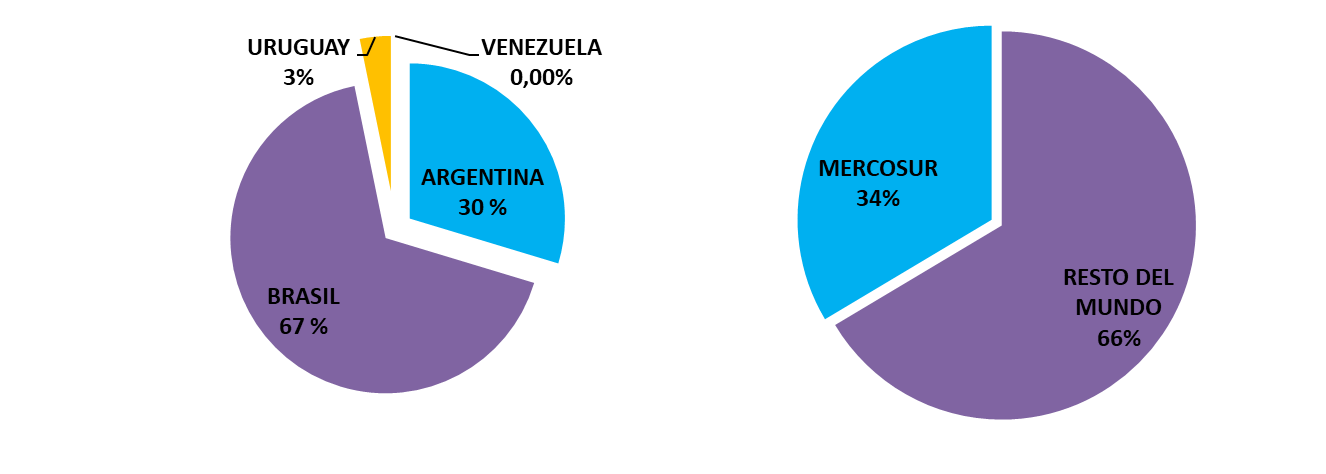 URUGUAY
3%
VENEZUELA
0,00%
ARGENTINA
30 %
BRASIL
67 %
MERCOSUR
34%
RESTO DEL
MUNDO
66%